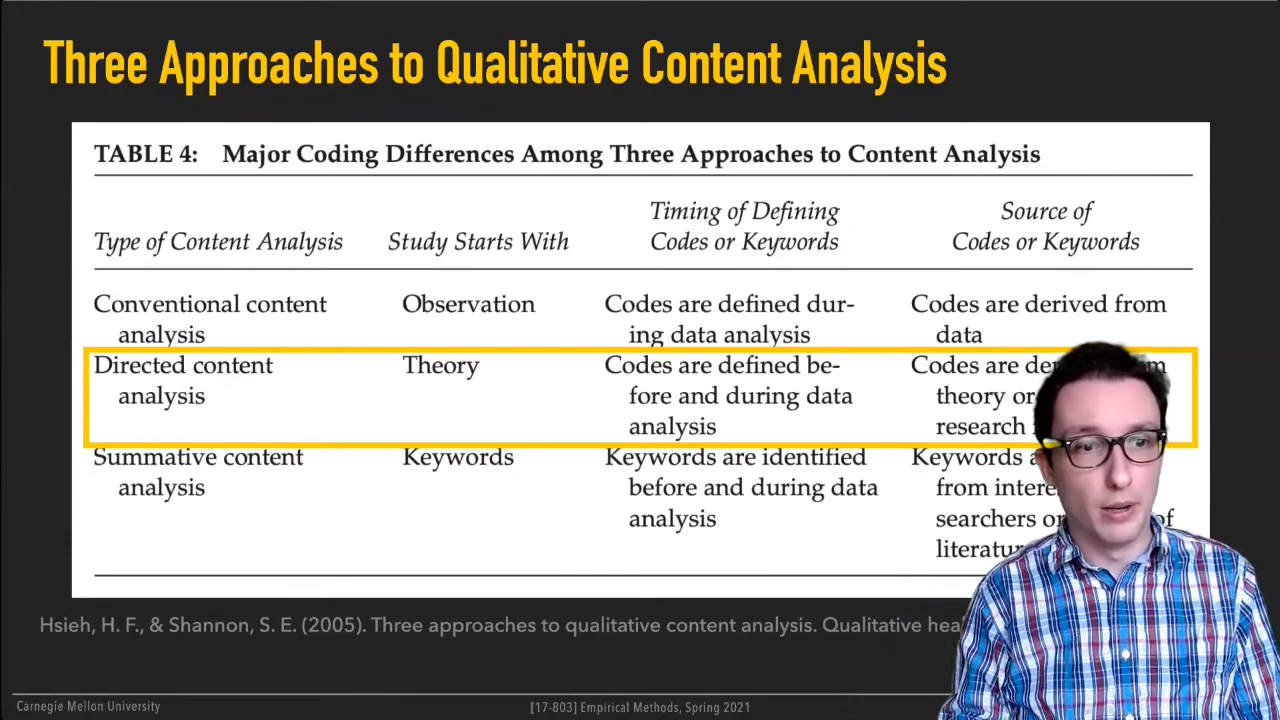 Three Approaches to Qualitative Content Analysis
TABLE 4: Major Coding Differences Among Three Approaches to Content Analysis
Timing of Defining Source of
Type of Content Analysis Study Starts With Codes or Keywords Codes or Keywords
Conventional content Observation Codes are defined dur- Codes are derived from
analysis ing data analysis data
Directed content Theory Codes are defined be- Codes are
analysis fore and during data theory or
analysis research
Summative content Keywords Keywords are identified Keywords
analysis before and during data from
analysis searchers or of
Hsieh, H. F., & Shannon, S. E. (2005). Three approaches to qualitative content analysis. Qualitative
Carnegie Mellon University [17-803] Empirical Methods, Spring 2021